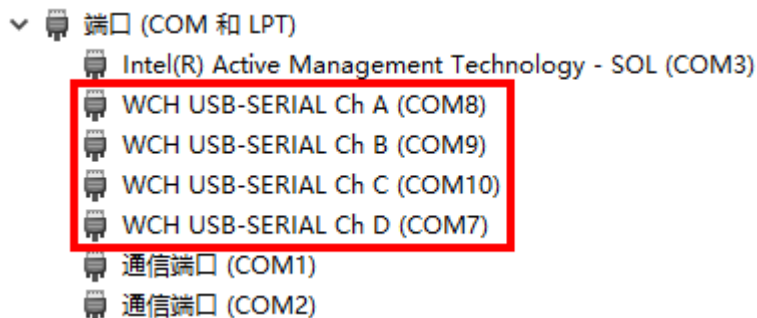 端口 (COM 和 LPT)
Intel(R) Active Management Technology - SOL (COM3)
WCH USB-SERIAL Ch A (COM8)
WCH USB-SERIAL Ch B (COM9)
WCH USB-SERIAL Ch C (COM10)
WCH USB-SERIAL Ch D (COM7)
通信端口 (COM1)
通信端口 (COM2)